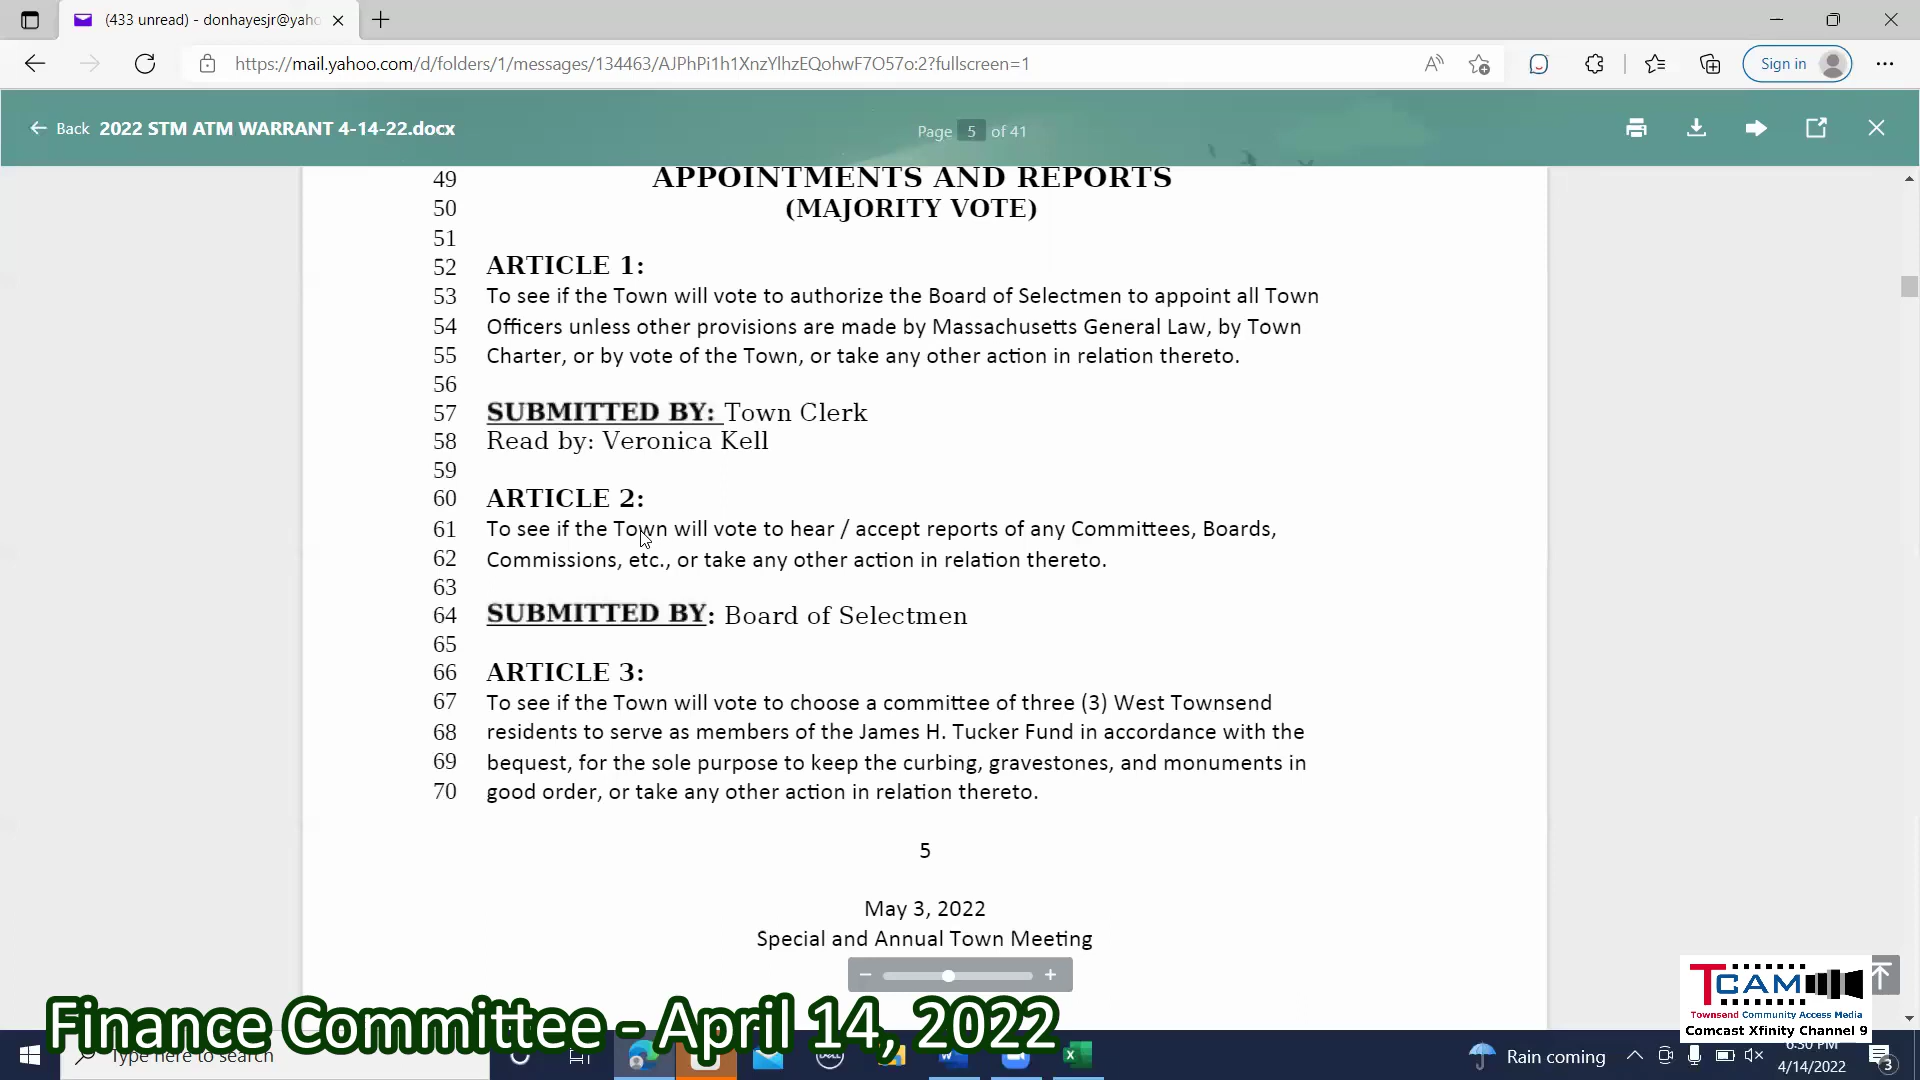 (433 unread) - donhayesjr@yaho
https://mail.yahoo.com/d/folders/1/messages/134463/AJPhPi1h1XnzYlhzEQohwF7O57o:2?fullscreen=1
Sign in
Back 2022 STM ATM WARRANT 4-14-22.docx
Page 5 of 41
49 APPOINTMENTS AND REPORTS
50 (MAJORITY VOTE)
51
52 ARTICLE 1:
53 To see if the Town will vote to authorize the Board of Selectmen to appoint all Town
54 Officers unless other provisions are made by Massachusetts General Law, by Town
55 Charter, or by vote of the Town, or take any other action in relation thereto.
56
57 SUBMITTED BY: Town Clerk
58 Read by: Veronica Kell
59
60 ARTICLE 2:
61 To see if the Town will vote to hear / accept reports of any Committees, Boards,
62 Commissions, etc., or take any other action in relation thereto.
63
64 SUBMITTED BY: Board of Selectmen
65
66 ARTICLE 3:
67 To see if the Town will vote to choose a committee of three (3) West Townsend
68 residents to serve as members of the James H. Tucker Fund in accordance with the
69 bequest, for the sole purpose to keep the curbing, gravestones, and monuments in
70 good order, or take any other action in relation thereto.
5
May 3, 2022
Special and Annual Town Meeting
TCAM
Townsend Community Access Media
Comcast Xfinity Channel 9
Finance Committee - April 14, 2022
Type here to search
DELL
Rain coming
6:30 PM
4/14/2022
3